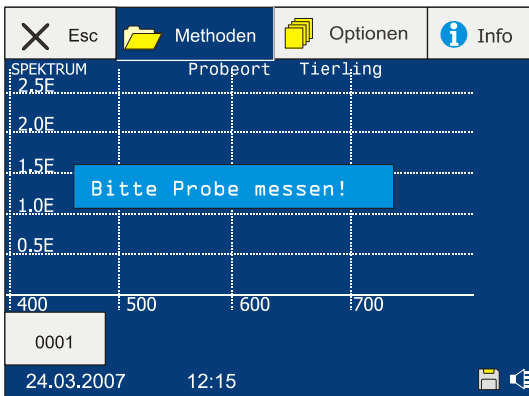 Esc Methoden Optionen Info
SPEKTRUM Probeort Tierling
2.5E
2.0E
1.5E
Bitte Probe messen!
1.0E
0.5E
400 500 600 700
0001
24.03.2007 12:15